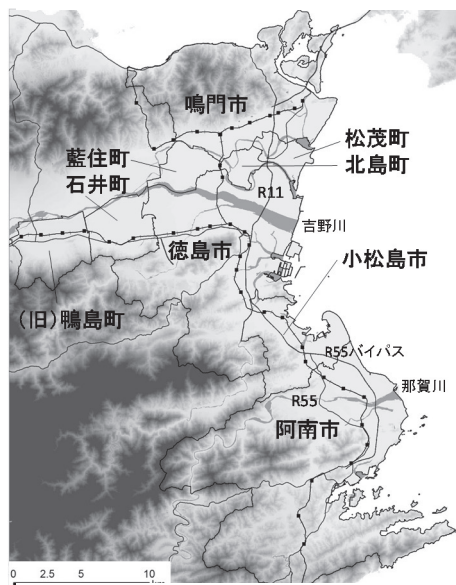 鳴門市
松茂町
藍住町
北島町
石井町
R11
吉野川
徳島市
小松島市
(旧)鴨島町
R55バイパス
那賀川
R55
阿南市
0 2.5 5 10
km